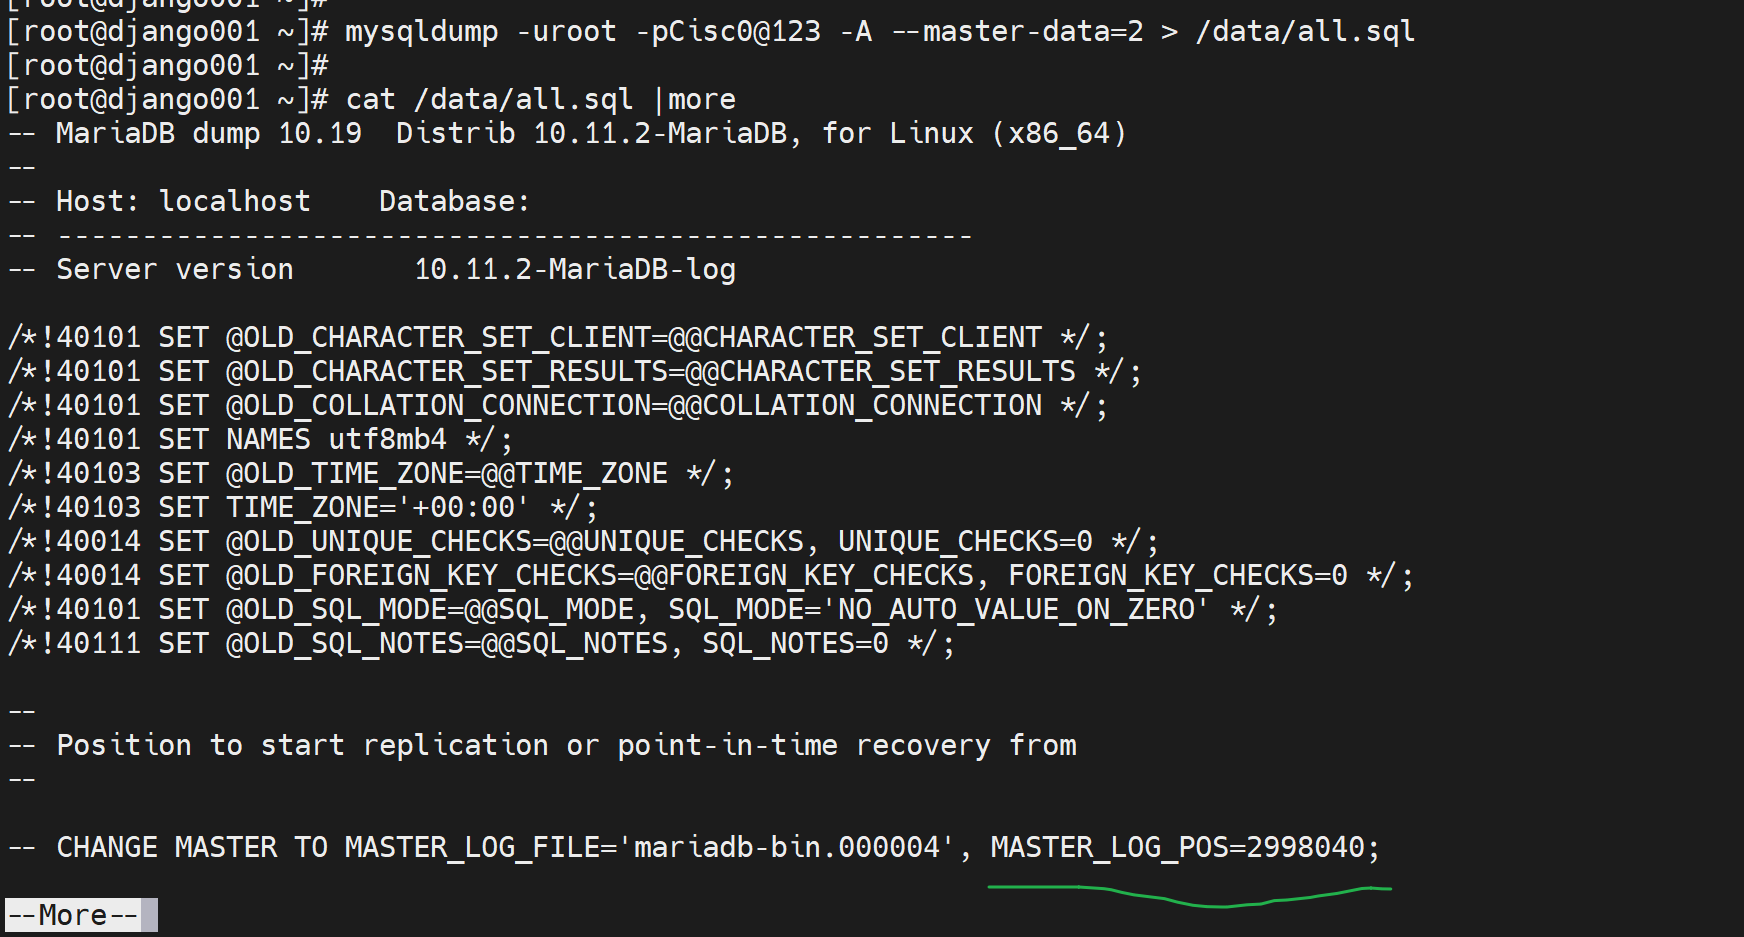 [root@django001 ~]#
[root@django001 ~]# mysqldump -uroot -pCisc0@123 -A --master-data=2 > /data/all.sql
[root@django001 ~]#
[root@django001 ~]# cat /data/all.sql |more
-- MariaDB dump 10.19  Distrib 10.11.2-MariaDB, for Linux (x86_64)
--
-- Host: localhost    Database:
-- ------------------------------------------------------
-- Server version       10.11.2-MariaDB-log
/*!40101 SET @OLD_CHARACTER_SET_CLIENT=@@CHARACTER_SET_CLIENT */;
/*!40101 SET @OLD_CHARACTER_SET_RESULTS=@@CHARACTER_SET_RESULTS */;
/*!40101 SET @OLD_COLLATION_CONNECTION=@@COLLATION_CONNECTION */;
/*!40101 SET NAMES utf8mb4 */;
/*!40103 SET @OLD_TIME_ZONE=@@TIME_ZONE */;
/*!40103 SET TIME_ZONE='+00:00' */;
/*!40014 SET @OLD_UNIQUE_CHECKS=@@UNIQUE_CHECKS, UNIQUE_CHECKS=0 */;
/*!40014 SET @OLD_FOREIGN_KEY_CHECKS=@@FOREIGN_KEY_CHECKS, FOREIGN_KEY_CHECKS=0 */;
/*!40101 SET @OLD_SQL_MODE=@@SQL_MODE, SQL_MODE='NO_AUTO_VALUE_ON_ZERO' */;
/*!40111 SET @OLD_SQL_NOTES=@@SQL_NOTES, SQL_NOTES=0 */;
--
-- Position to start replication or point-in-time recovery from
--
-- CHANGE MASTER TO MASTER_LOG_FILE='mariadb-bin.000004', MASTER_LOG_POS=2998040;
--More--